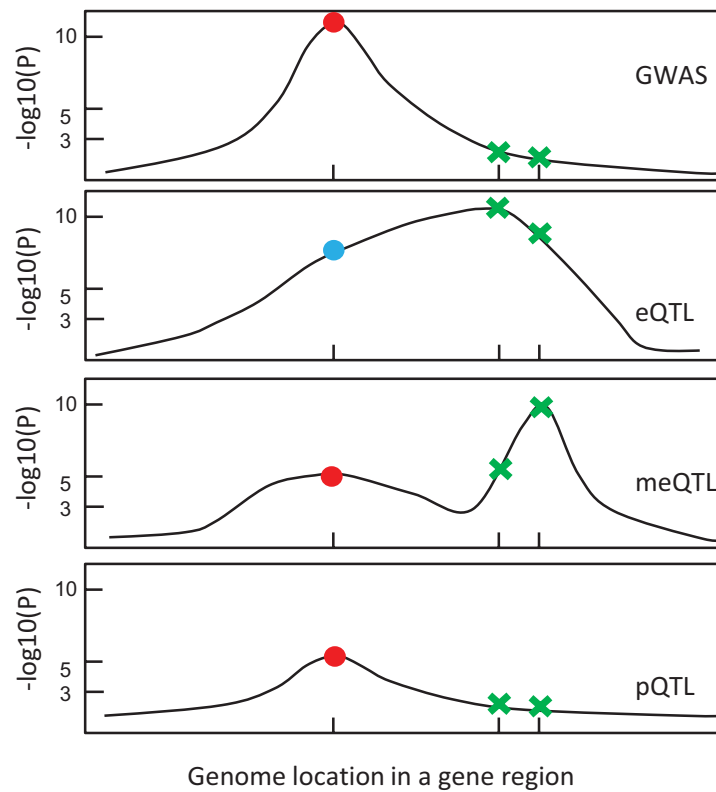 -log10(P)
10
5
3
GWAS
-log10(P)
10
5
3
eQTL
-log10(P)
10
5
3
meQTL
-log10(P)
10
5
3
pQTL
Genome location in a gene region